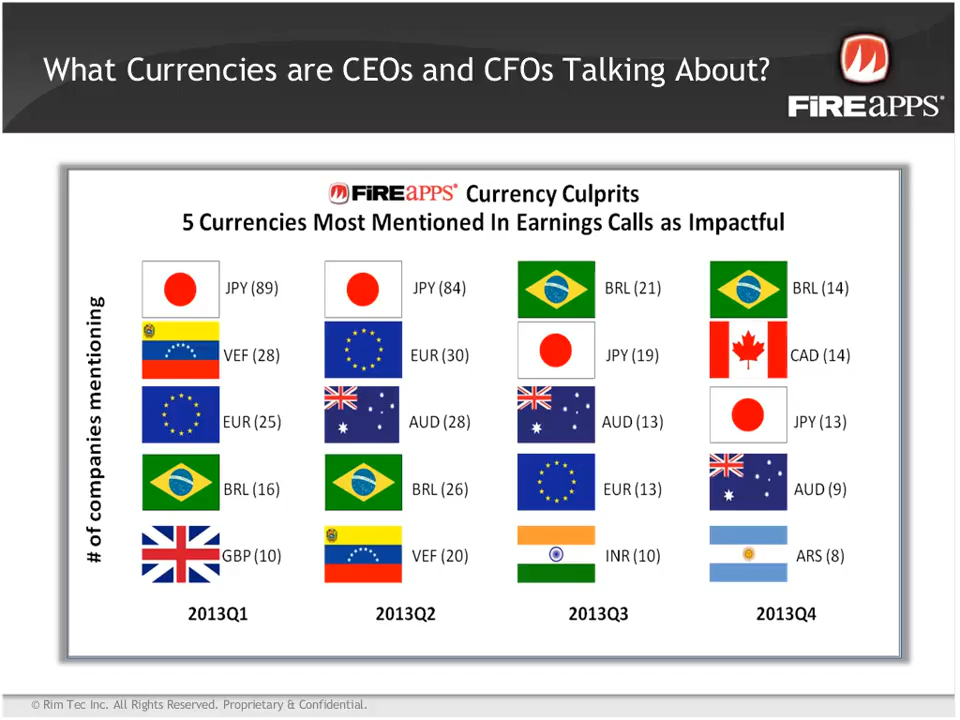 What Currencies are CEOs and CFOs Talking About?
FiREAPPS®
FiREAPPS® Currency Culprits
5 Currencies Most Mentioned In Earnings Calls as Impactful
# of companies mentioning
JPY (89)
JPY (84)
BRL (21)
BRL (14)
VEF (28)
EUR (30)
JPY (19)
CAD (14)
EUR (25)
AUD (28)
AUD (13)
JPY (13)
BRL (16)
BRL (26)
EUR (13)
AUD (9)
GBP (10)
VEF (20)
INR (10)
ARS (8)
2013Q1
2013Q2
2013Q3
2013Q4
© Rim Tec Inc. All Rights Reserved. Proprietary & Confidential.